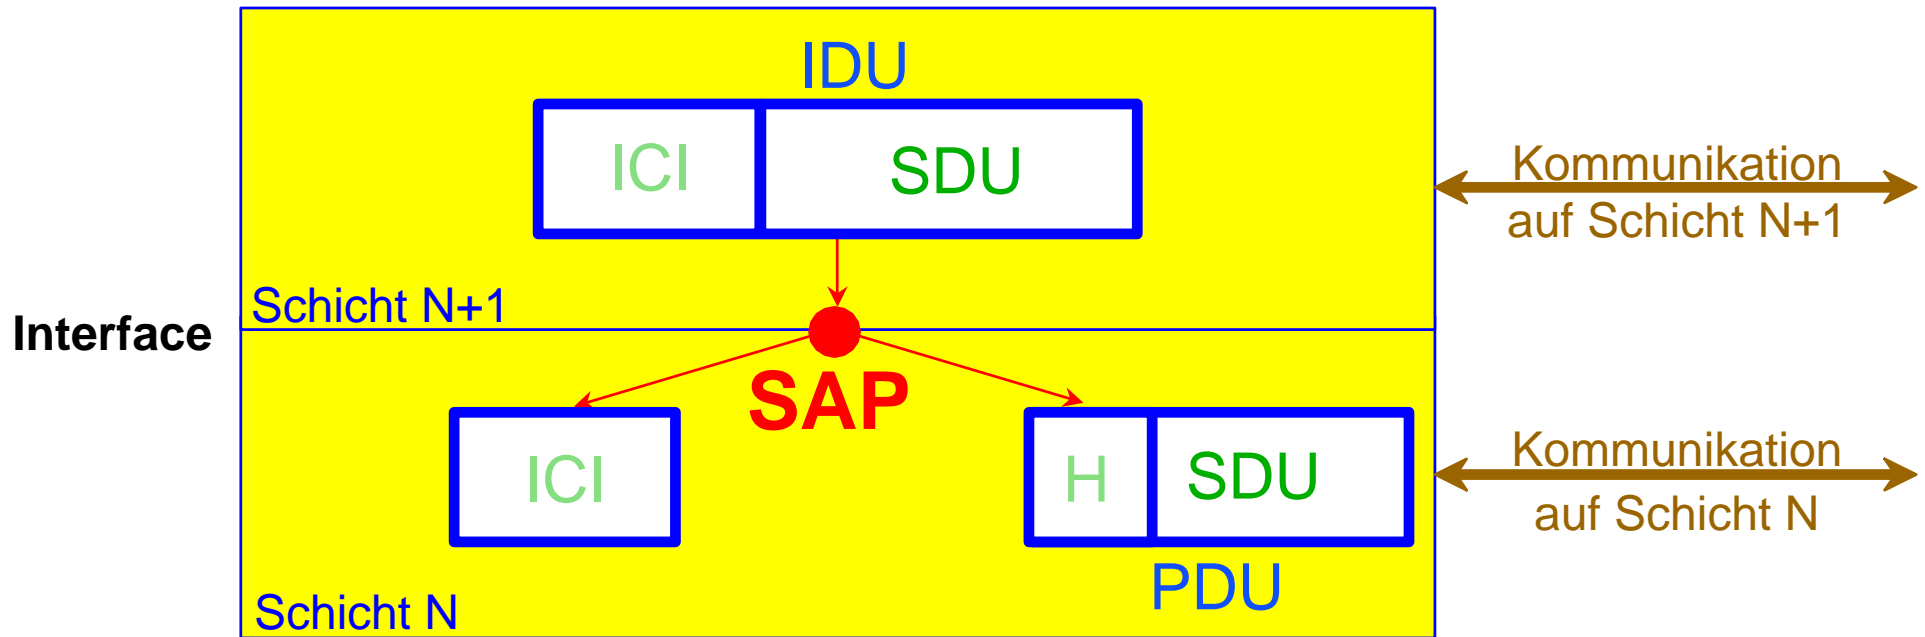 IDU
ICI SDU
Kommunikation
auf Schicht N+1
Schicht N+1
Interface
SAP
ICI
H SDU
Kommunikation
auf Schicht N
PDU
Schicht N